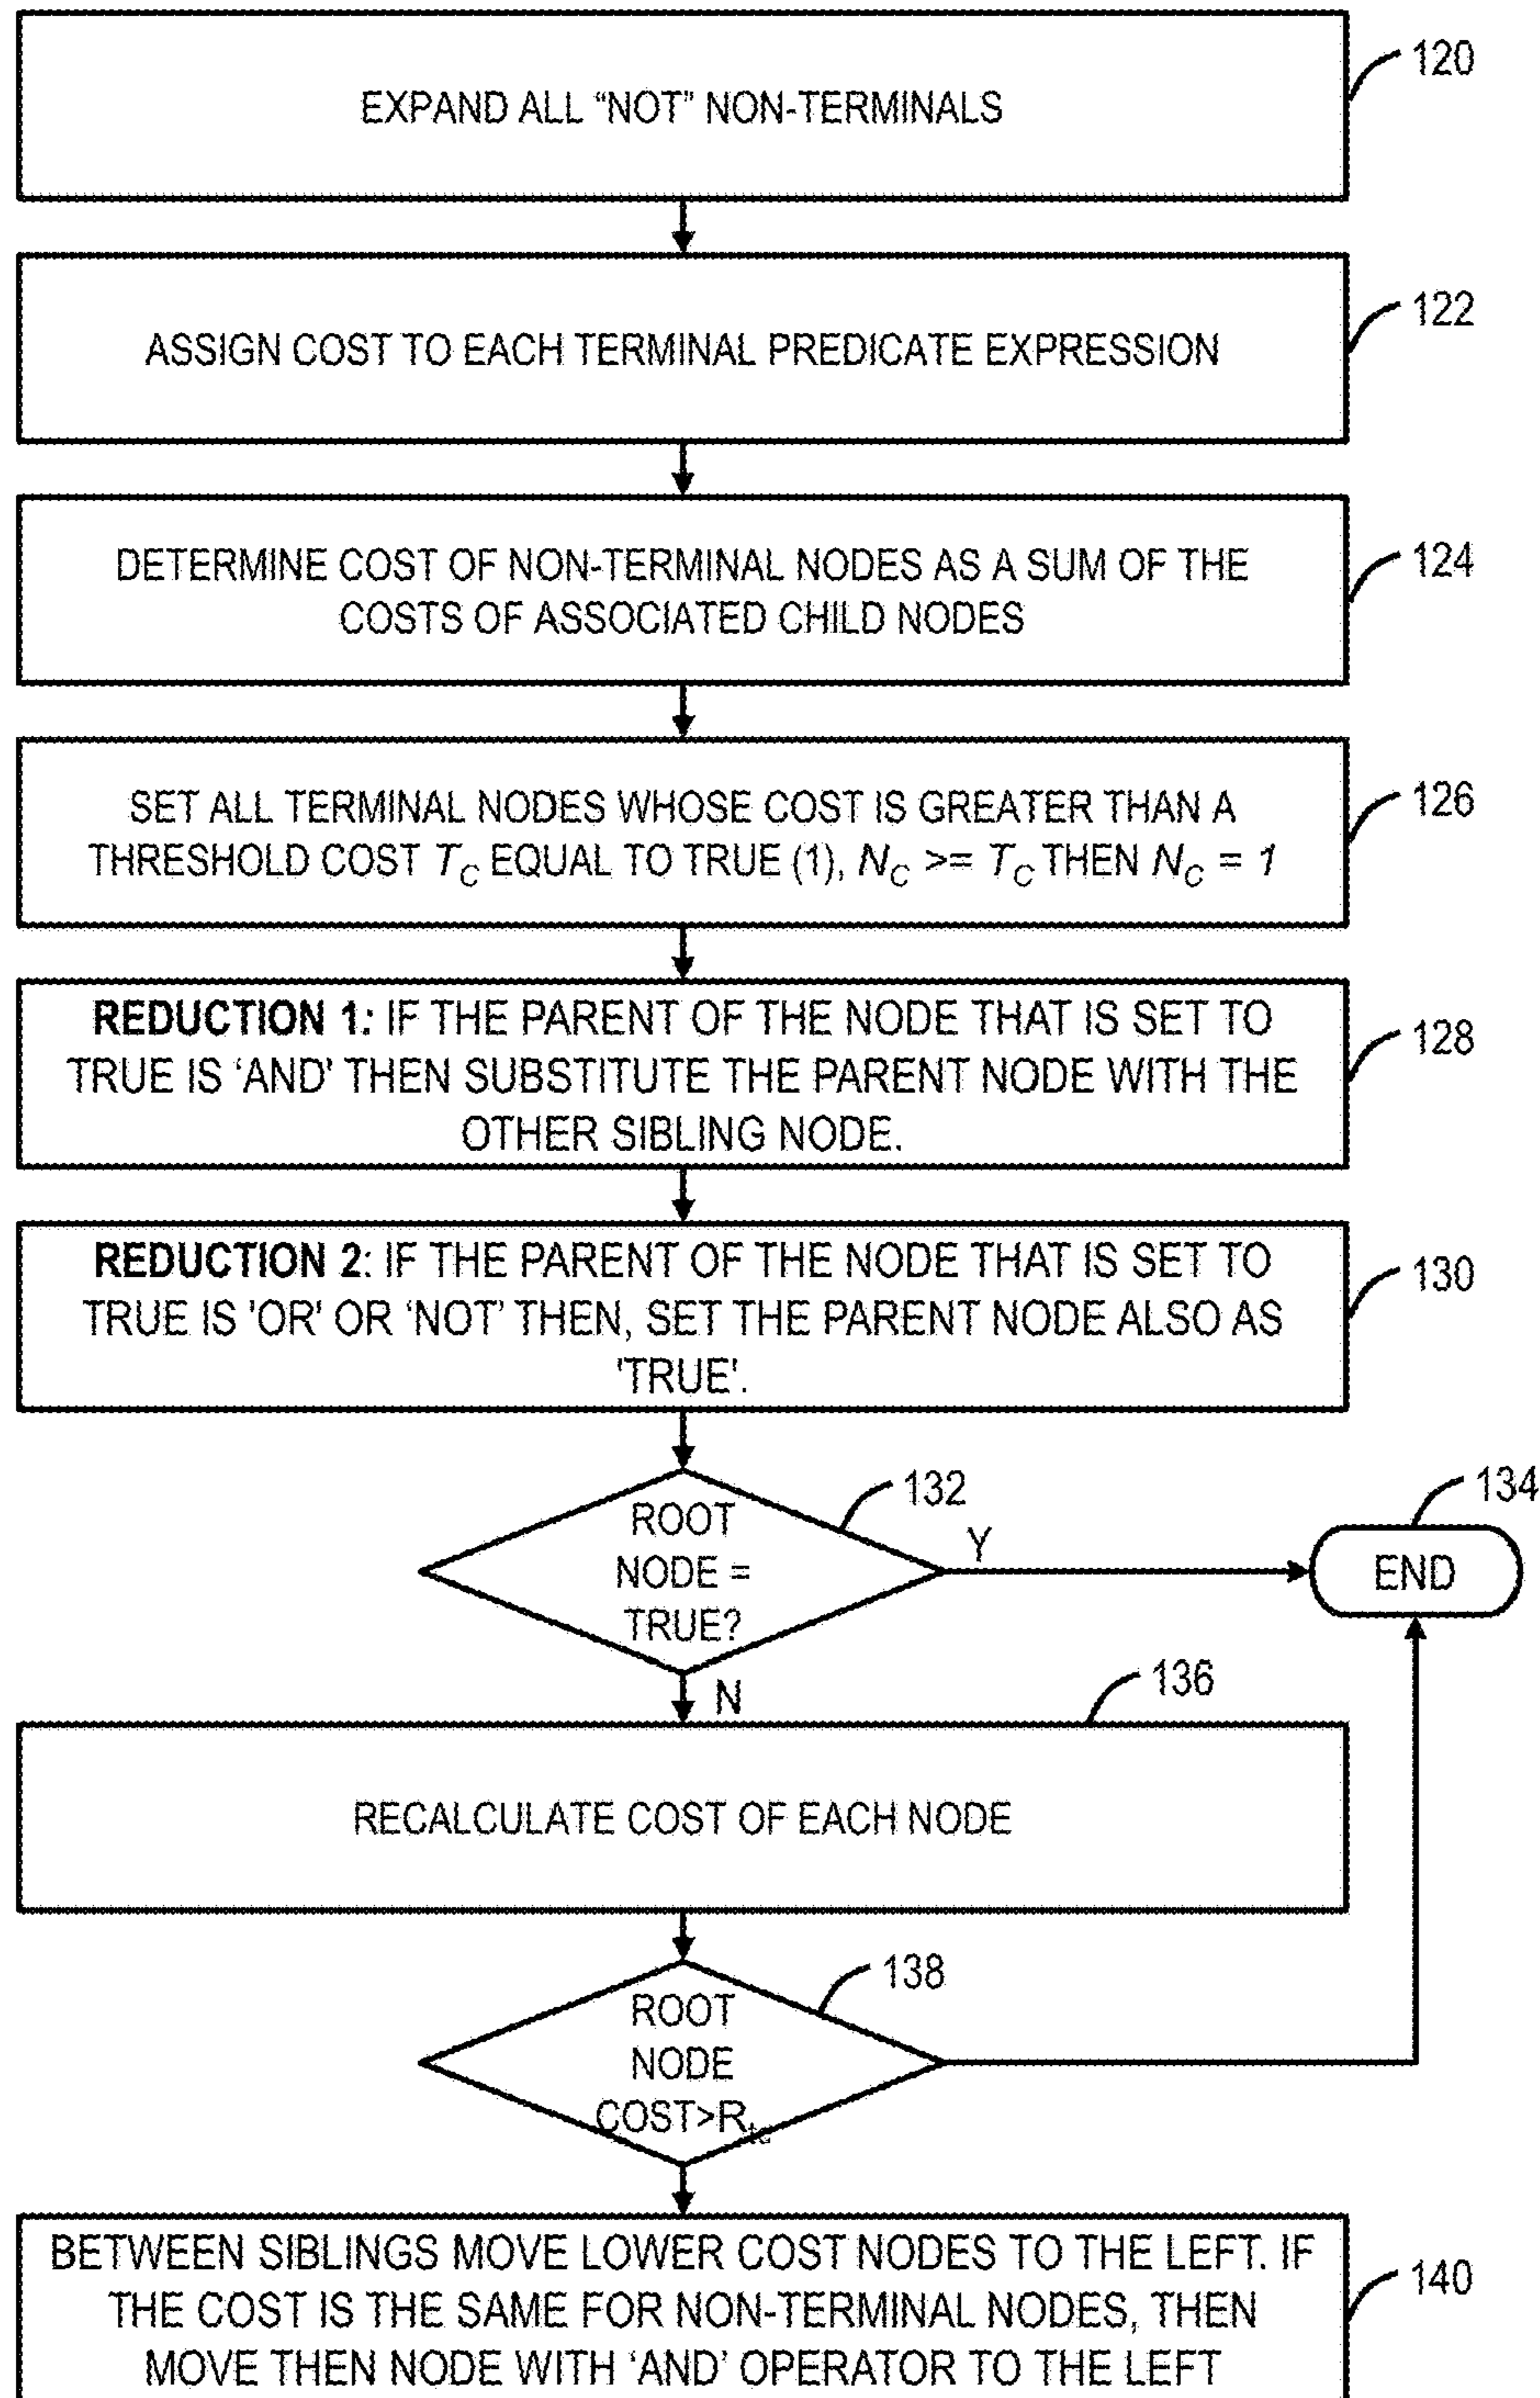 EXPAND ALL “NOT” NON-TERMINALS
120
ASSIGN COST TO EACH TERMINAL PREDICATE EXPRESSION
122
DETERMINE COST OF NON-TERMINAL NODES AS A SUM OF THE
COSTS OF ASSOCIATED CHILD NODES
124
SET ALL TERMINAL NODES WHOSE COST IS GREATER THAN A
THRESHOLD COST T_C EQUAL TO TRUE (1), N_C >= T_C THEN N_C = 1
126
REDUCTION 1: IF THE PARENT OF THE NODE THAT IS SET TO
TRUE IS ‘AND’ THEN SUBSTITUTE THE PARENT NODE WITH THE
OTHER SIBLING NODE.
128
REDUCTION 2: IF THE PARENT OF THE NODE THAT IS SET TO
TRUE IS 'OR' OR ‘NOT’ THEN, SET THE PARENT NODE ALSO AS
'TRUE'.
130
ROOT
NODE =
TRUE?
132
Y
134
END
N
136
RECALCULATE COST OF EACH NODE
138
ROOT
NODE
COST>R
BETWEEN SIBLINGS MOVE LOWER COST NODES TO THE LEFT. IF
THE COST IS THE SAME FOR NON-TERMINAL NODES, THEN
MOVE THEN NODE WITH ‘AND’ OPERATOR TO THE LEFT
140